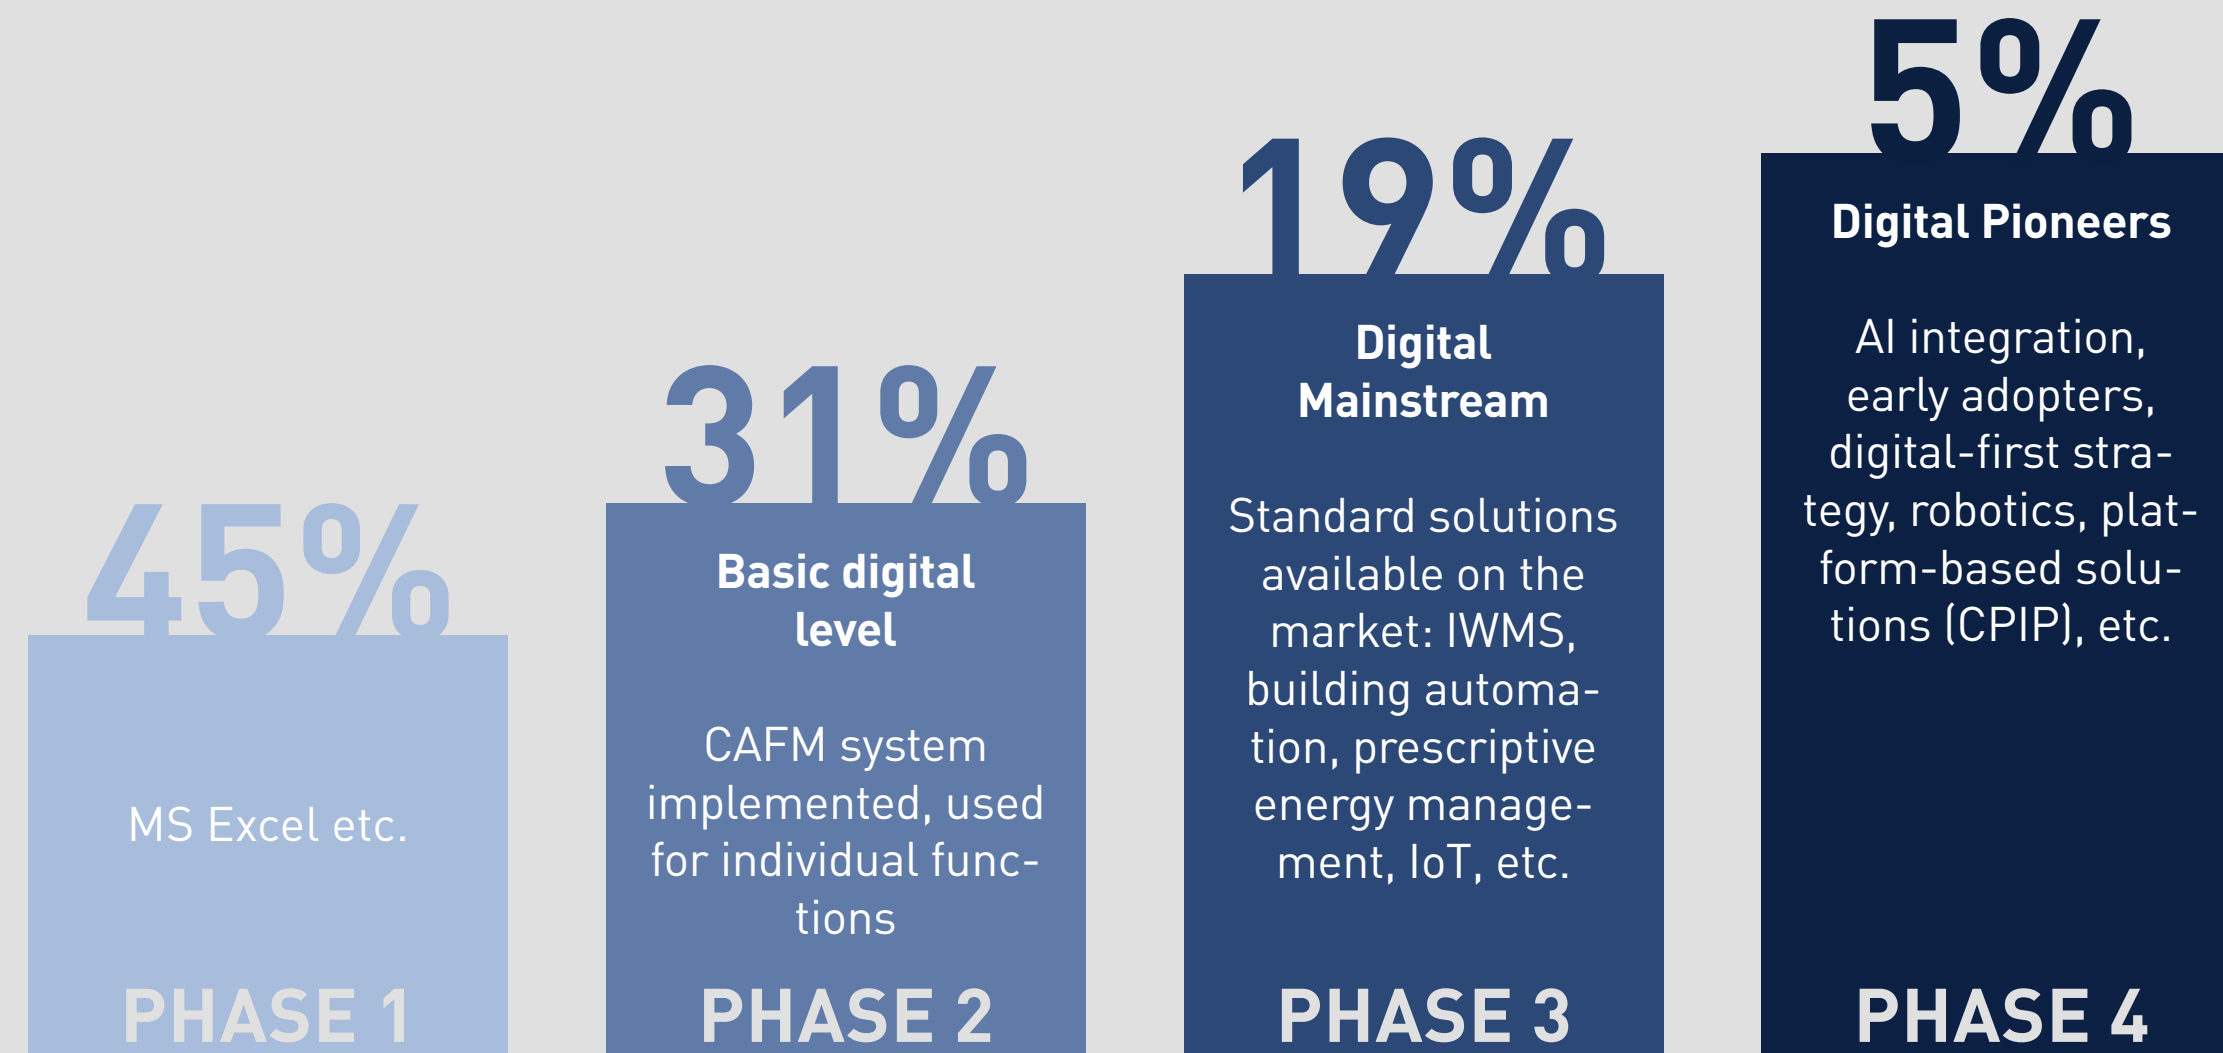 45%
MS Excel etc.
PHASE 1
31%
Basic digital
level
CAFM system
implemented, used
for individual func-
tions
PHASE 2
19%
Digital
Mainstream
Standard solutions
available on the
market: IWMS,
building automa-
tion, prescriptive
energy manage-
ment, IoT, etc.
PHASE 3
5%
Digital Pioneers
AI integration,
early adopters,
digital-first stra-
tegy, robotics, plat-
form-based solu-
tions (CPIP), etc.
PHASE 4